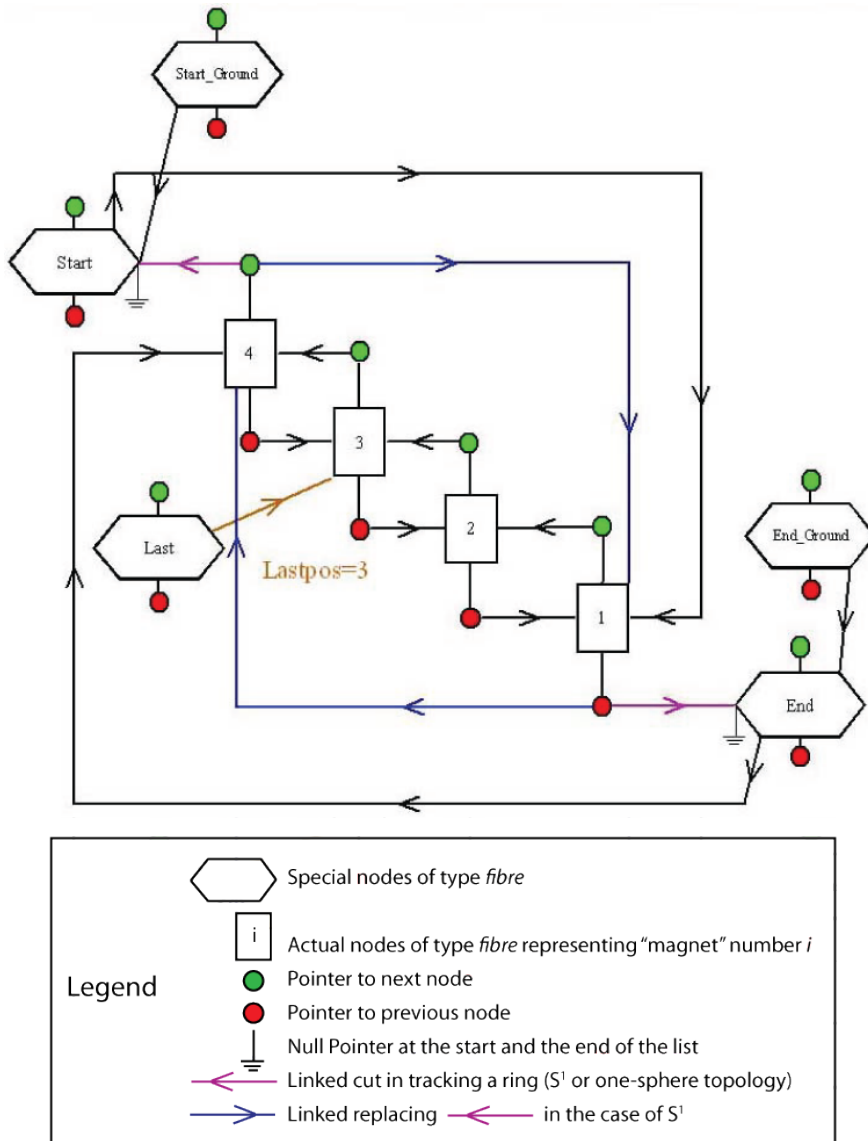 Start_Ground
Start
4
3
2
Last
End_Ground
Lastpos=3
1
End
Legend
Special nodes of type fibre
i
Actual nodes of type fibre representing “magnet” number i
Pointer to next node
Pointer to previous node
Null Pointer at the start and the end of the list
Linked cut in tracking a ring (S¹ or one-sphere topology)
Linked replacing in the case of S¹